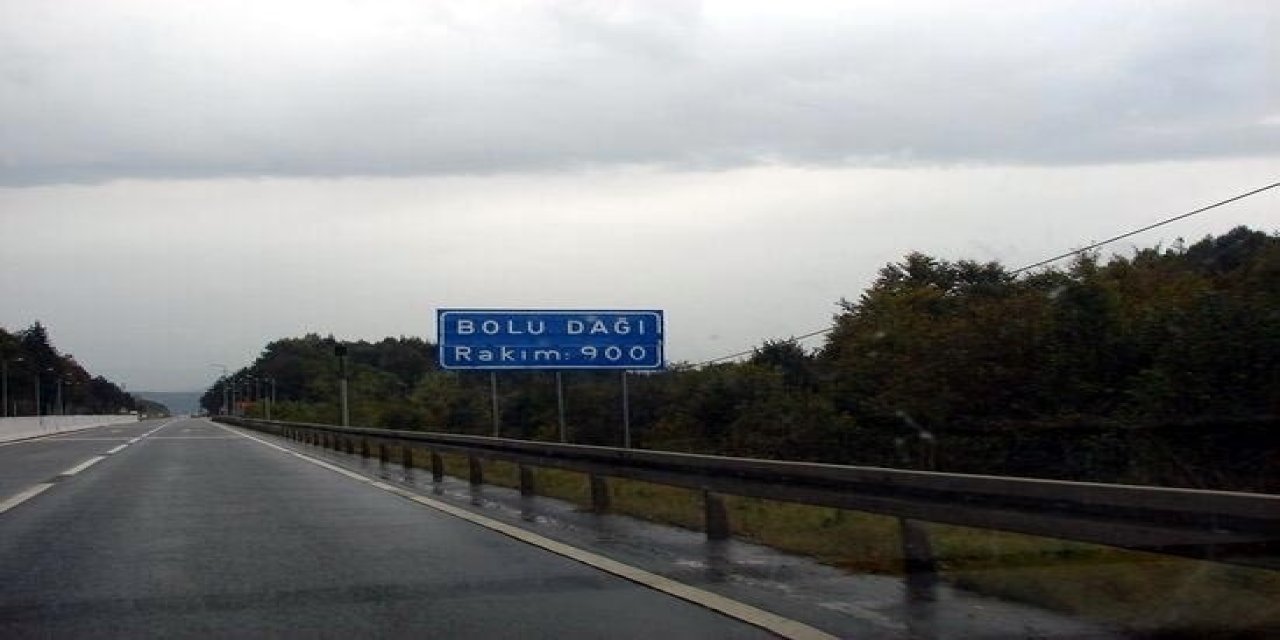 BOLU DAĞI
Rakım: 900